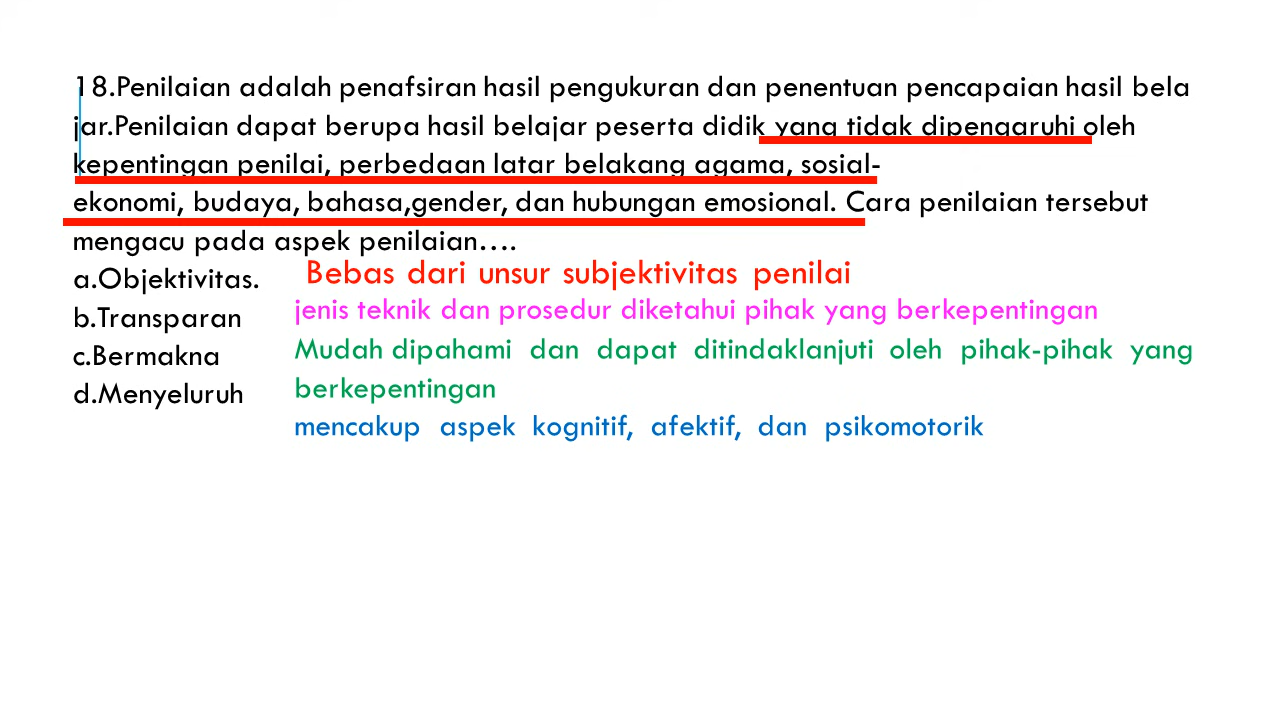 18.Penilaian adalah penafsiran hasil pengukuran dan penentuan pencapaian hasil bela
jar.Penilaian dapat berupa hasil belajar peserta didik yang tidak dipengaruhi oleh
kepentingan penilai, perbedaan latar belakang agama, sosial-
ekonomi, budaya, bahasa,gender, dan hubungan emosional. Cara penilaian tersebut
mengacu pada aspek penilaian….
a.Objektivitas. Bebas dari unsur subjektivitas penilai
b.Transparan jenis teknik dan prosedur diketahui pihak yang berkepentingan
c.Bermakna Mudah dipahami dan dapat ditindaklanjuti oleh pihak-pihak yang
berkepentingan
d.Menyeluruh mencakup aspek kognitif, afektif, dan psikomotorik